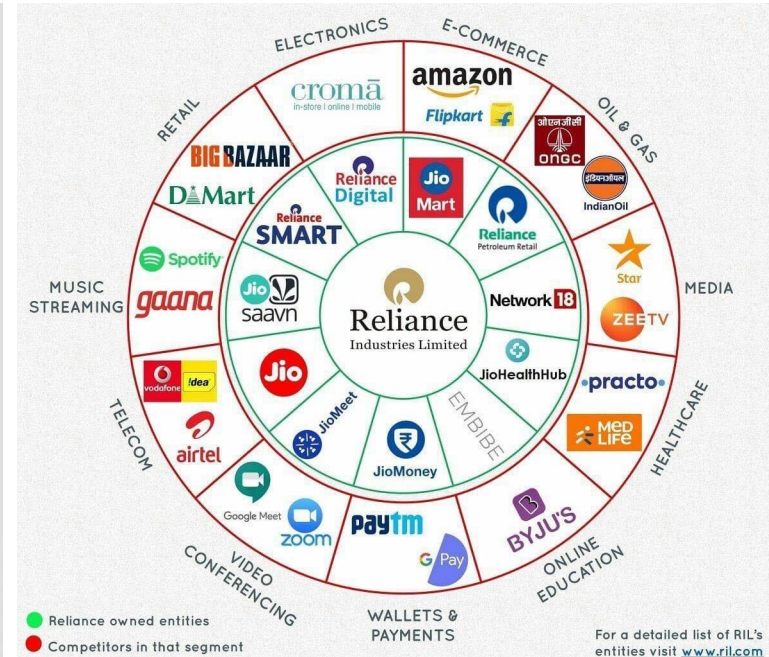 ELECTRONICS
E-COMMERCE
OIL & GAS
MEDIA
HEALTHCARE
ONLINE
EDUCATION
WALLETS &
PAYMENTS
VIDEO
CONFERENCING
TELECOM
MUSIC
STREAMING
RETAIL
cromā
in-store | online | mobile
amazon
Flipkart
ओएनजीसी
ONGC
इंडियनऑयल
IndianOil
Star
ZEE TV
practo
MED
LIFE
B
BYJU'S
paytm
G Pay
Google Meet
zoom
vodafone
!dea
airtel
Spotify
gaana
BIG BAZAAR
DMart
Reliance
Digital
Jio
Mart
Reliance
Petroleum Retail
Network 18
JioHealthHub
EMBIBE
₹
JioMoney
JioMeet
Jio
Jio
saavn
Reliance
SMART
Reliance
Industries Limited
Reliance owned entities
Competitors in that segment
For a detailed list of RIL's
entities visit www.ril.com